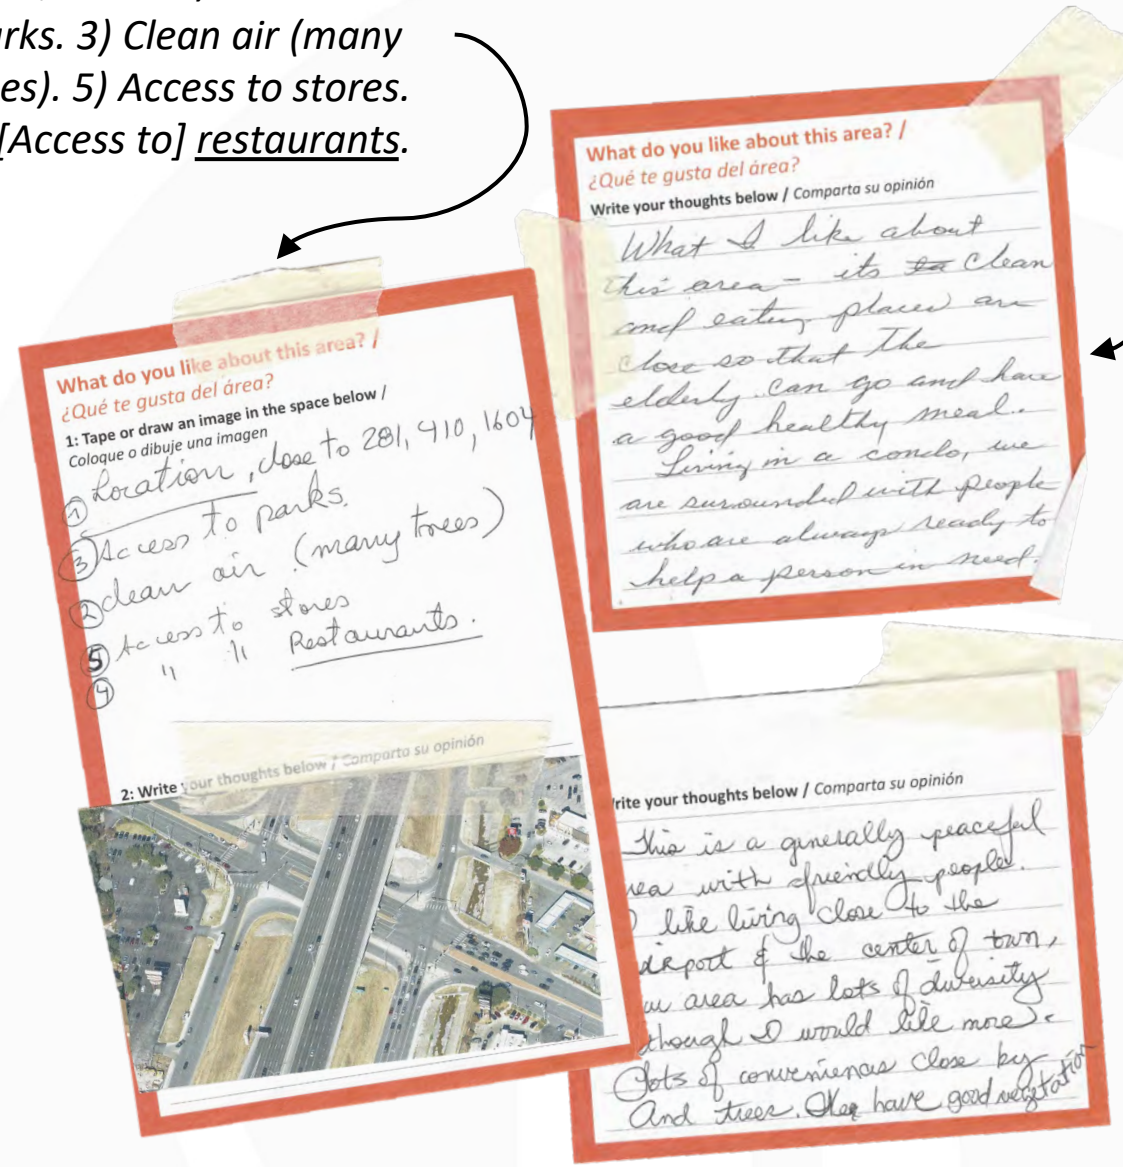 arks. 3) Clean air (many
es). 5) Access to stores.
[Access to] restaurants.
What do you like about this area? /
¿Qué te gusta del área?
1: Tape or draw an image in the space below /
Coloque o dibuje una imagen
① Location, close to 281, 410, 1604
③ Access to parks.
② clean air (many trees)
⑤ Access to stores
④ " " Restaurants.
2: Write your thoughts below / Comparta su opinión
What do you like about this area? /
¿Qué te gusta del área?
Write your thoughts below / Comparta su opinión
What I like about
this area - its clean
and eating places are
close so that the
elderly can go and have
a good healthy meal.
Living in a condo, we
are surrounded with people
who are always ready to
help a person in need.
rite your thoughts below / Comparta su opinión
This is a generally peaceful
rea with friendly people.
I like living close to the
airport & the center of town,
area has lots of diversity
though I would like more.
Lots of conveniences close by
And trees. have good vegetation